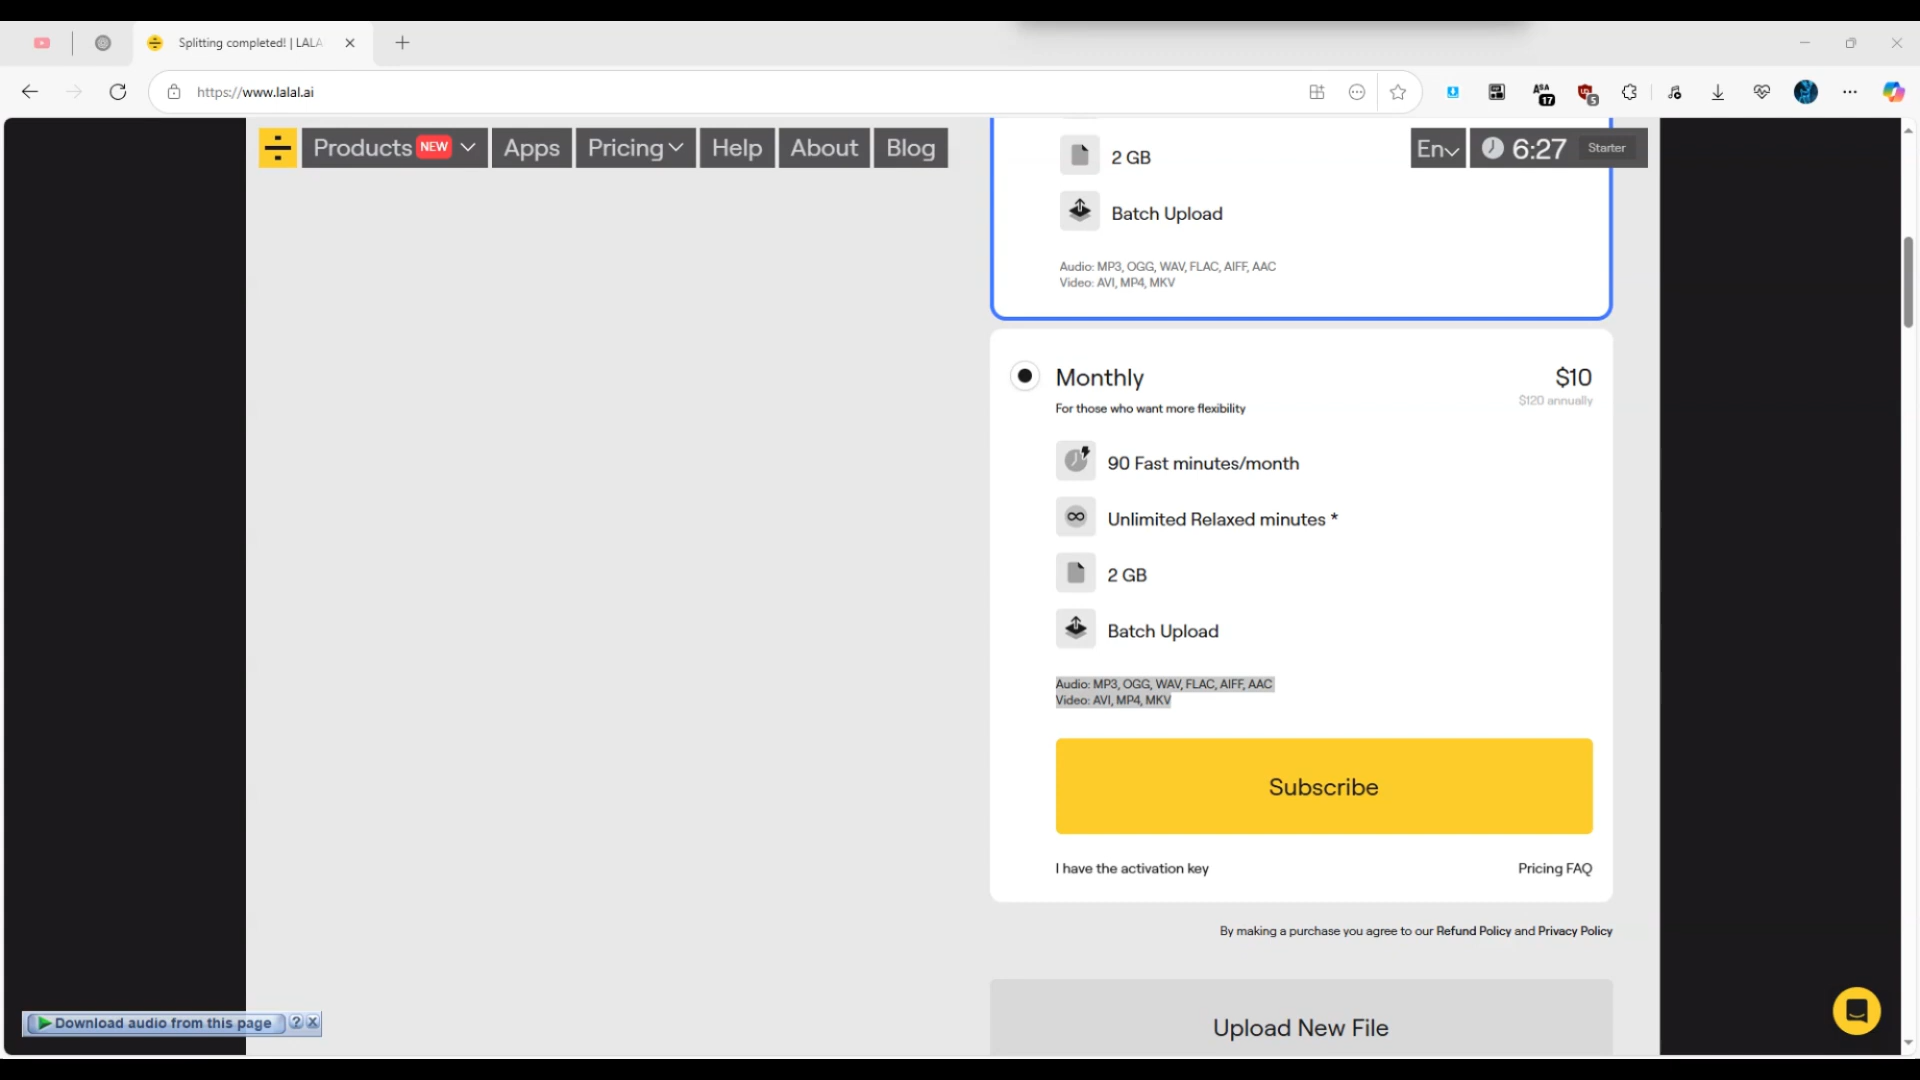 Splitting completed! | LALA
https://www.lalal.ai
17
5
Products NEW
Apps
Pricing
Help
About
Blog
En
6:27
Starter
2 GB
Batch Upload
Audio: MP3, OGG, WAV, FLAC, AIFF, AAC
Video: AVI, MP4, MKV
Monthly
$10
For those who want more flexibility
$120 annually
90 Fast minutes/month
Unlimited Relaxed minutes *
2 GB
Batch Upload
Audio: MP3, OGG, WAV, FLAC, AIFF, AAC
Video: AVI, MP4, MKV
Subscribe
I have the activation key
Pricing FAQ
By making a purchase you agree to our Refund Policy and Privacy Policy
Download audio from this page ? X
Upload New File